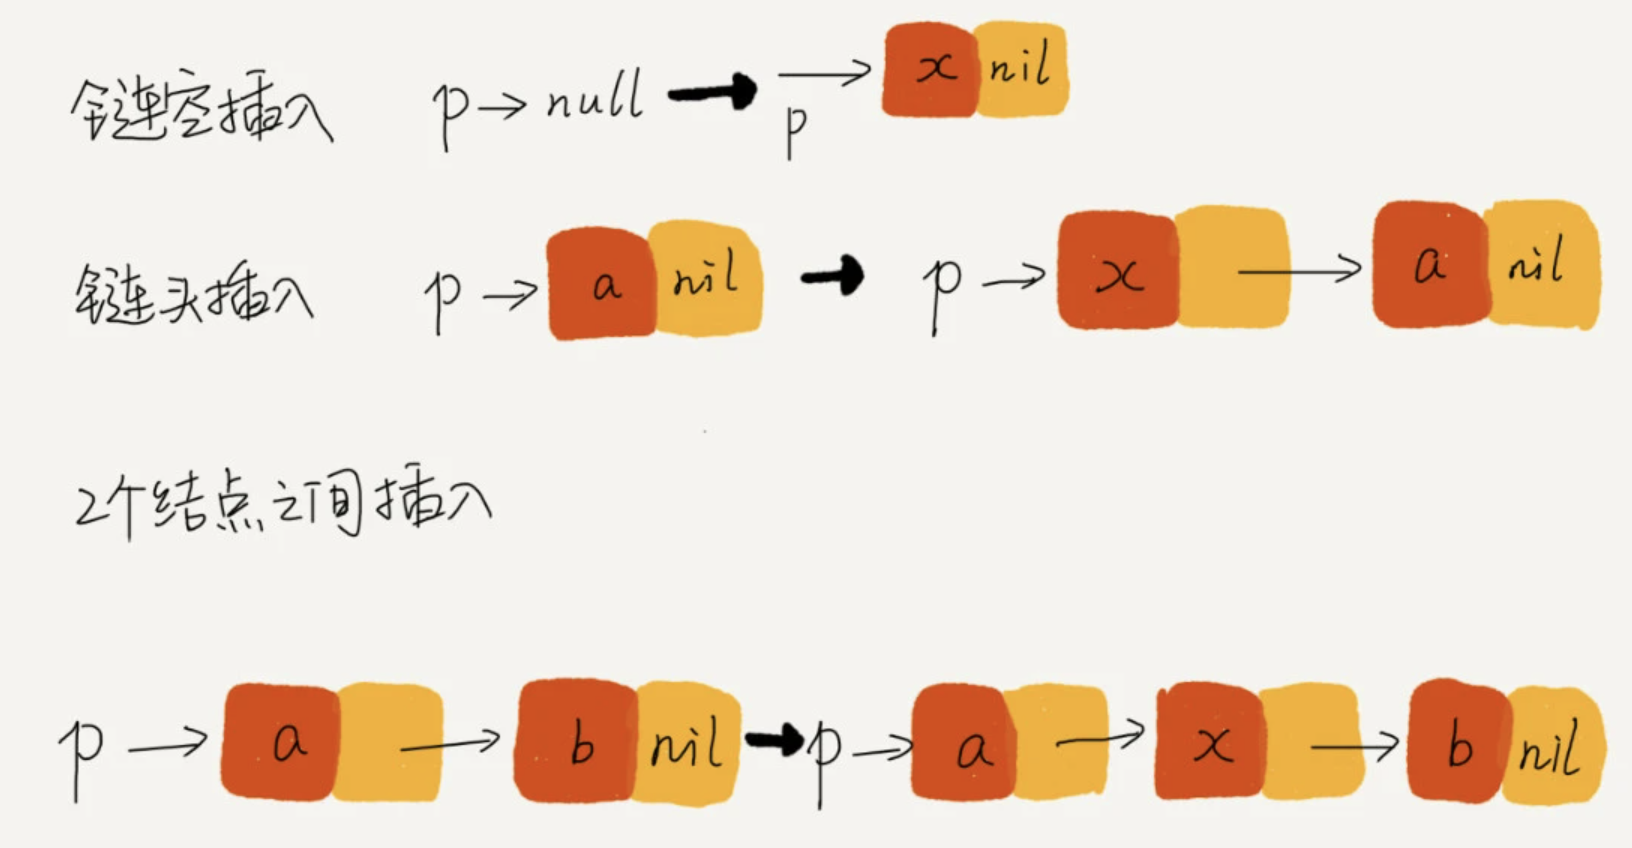 链空插入 p→null p x nil
链头插入 p→ a nil p→ x a nil
2个结点之间插入
p→ a b nil p→ a x b nil